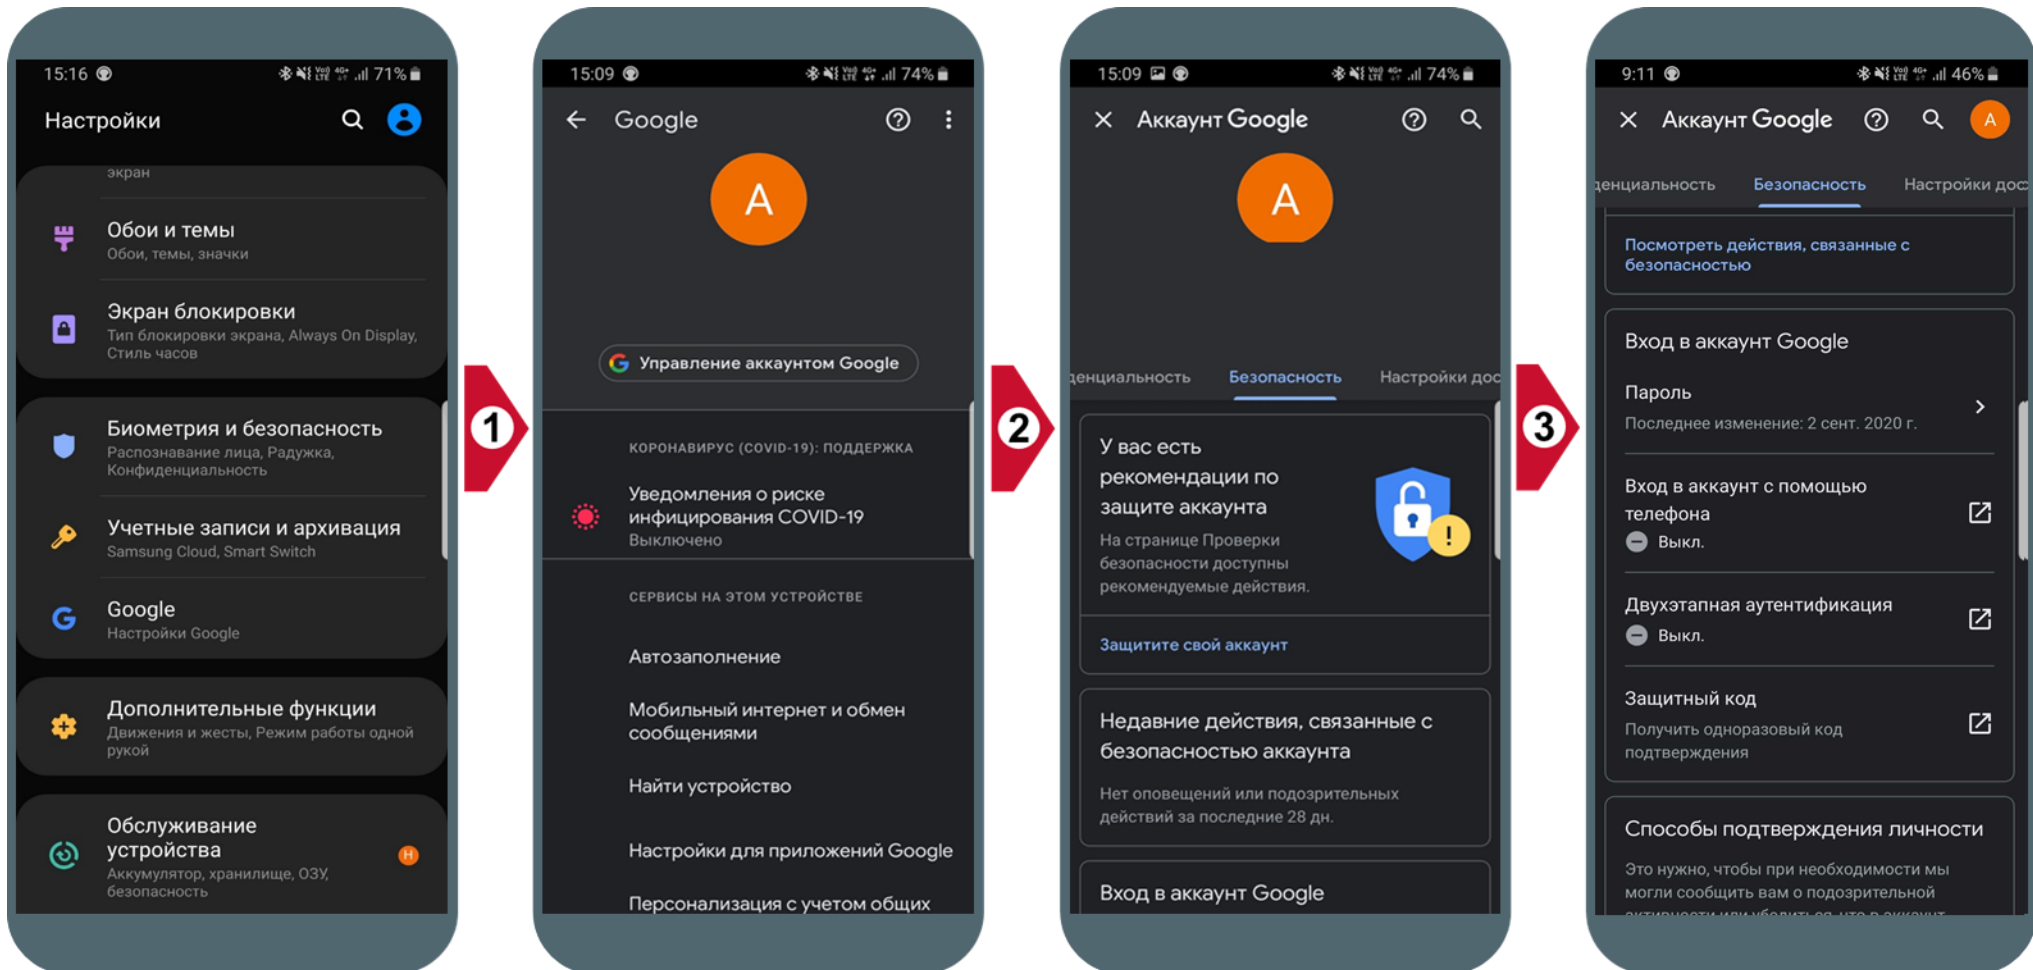 15:16
71%
Настройки
экран
Обои и темы
Обои, темы, значки
Экран блокировки
Тип блокировки экрана, Always On Display,
Стиль часов
Биометрия и безопасность
Распознавание лица, Радужка,
Конфиденциальность
Учетные записи и архивация
Samsung Cloud, Smart Switch
Google
Настройки Google
Дополнительные функции
Движения и жесты, Режим работы одной
рукой
Обслуживание
устройства
Н
Аккумулятор, хранилище, ОЗУ,
безопасность
1
15:09
74%
Google
A
Управление аккаунтом Google
КОРОНАВИРУС (COVID-19): ПОДДЕРЖКА
Уведомления о риске
инфицирования COVID-19
Выключено
СЕРВИСЫ НА ЭТОМ УСТРОЙСТВЕ
Автозаполнение
Мобильный интернет и обмен
сообщениями
Найти устройство
Настройки для приложений Google
Персонализация с учетом общих
2
15:09
74%
Аккаунт Google
A
денциальность Безопасность Настройки дос
У вас есть
рекомендации по
защите аккаунта
На странице Проверки
безопасности доступны
рекомендуемые действия.
Защитите свой аккаунт
Недавние действия, связанные с
безопасностью аккаунта
Нет оповещений или подозрительных
действий за последние 28 дн.
Вход в аккаунт Google
3
9:11
46%
Аккаунт Google
A
денциальность Безопасность Настройки дос
Посмотреть действия, связанные с
безопасностью
Вход в аккаунт Google
Пароль
Последнее изменение: 2 сент. 2020 г.
Вход в аккаунт с помощью
телефона
Выкл.
Двухэтапная аутентификация
Выкл.
Защитный код
Получить одноразовый код
подтверждения
Способы подтверждения личности
Это нужно, чтобы при необходимости мы
могли сообщить вам о подозрительной